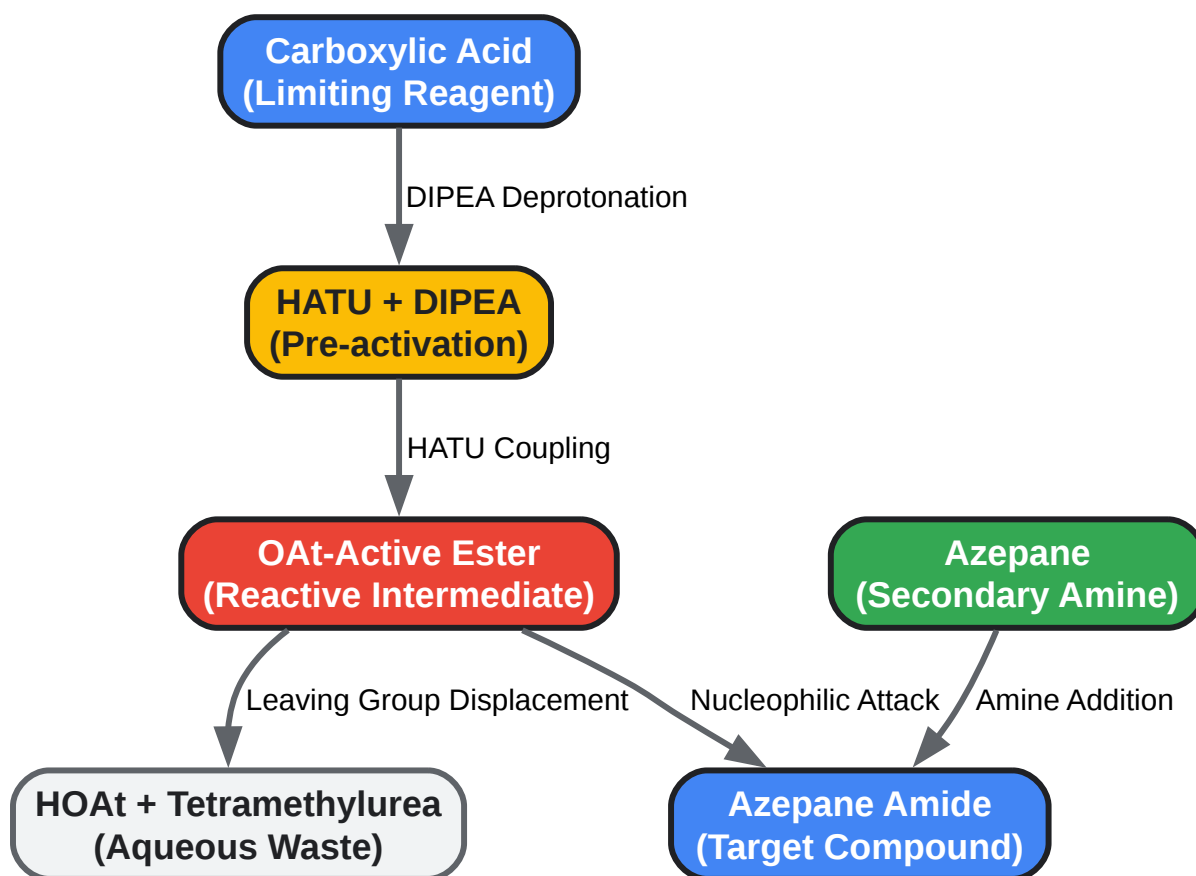 Carboxylic Acid
(Limiting Reagent)
DIPEA Deprotonation
HATU + DIPEA
(Pre-activation)
HATU Coupling
OAt-Active Ester
(Reactive Intermediate)
Azepane
(Secondary Amine)
Leaving Group Displacement
Nucleophilic Attack
Amine Addition
HOAt + Tetramethylurea
(Aqueous Waste)
Azepane Amide
(Target Compound)